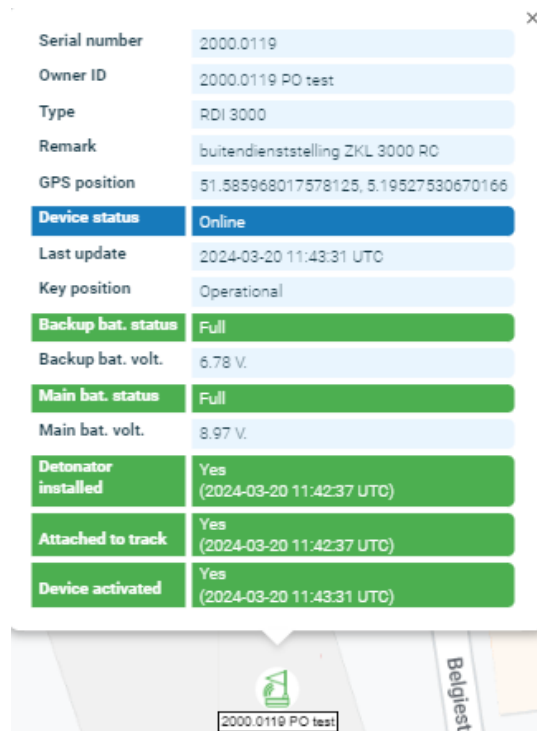 ×
Serial number 2000.0119
Owner ID 2000.0119 PO test
Type RDI 3000
Remark buitendienststelling ZKL 3000 RC
GPS position 51.585968017578125, 5.19527530670166
Device status Online
Last update 2024-03-20 11:43:31 UTC
Key position Operational
Backup bat. status Full
Backup bat. volt. 6.78 V.
Main bat. status Full
Main bat. volt. 8.97 V.
Detonator
installed
Yes
(2024-03-20 11:42:37 UTC)
Attached to track
Yes
(2024-03-20 11:42:37 UTC)
Device activated
Yes
(2024-03-20 11:43:31 UTC)
Belgiest
2000.0119 PO test